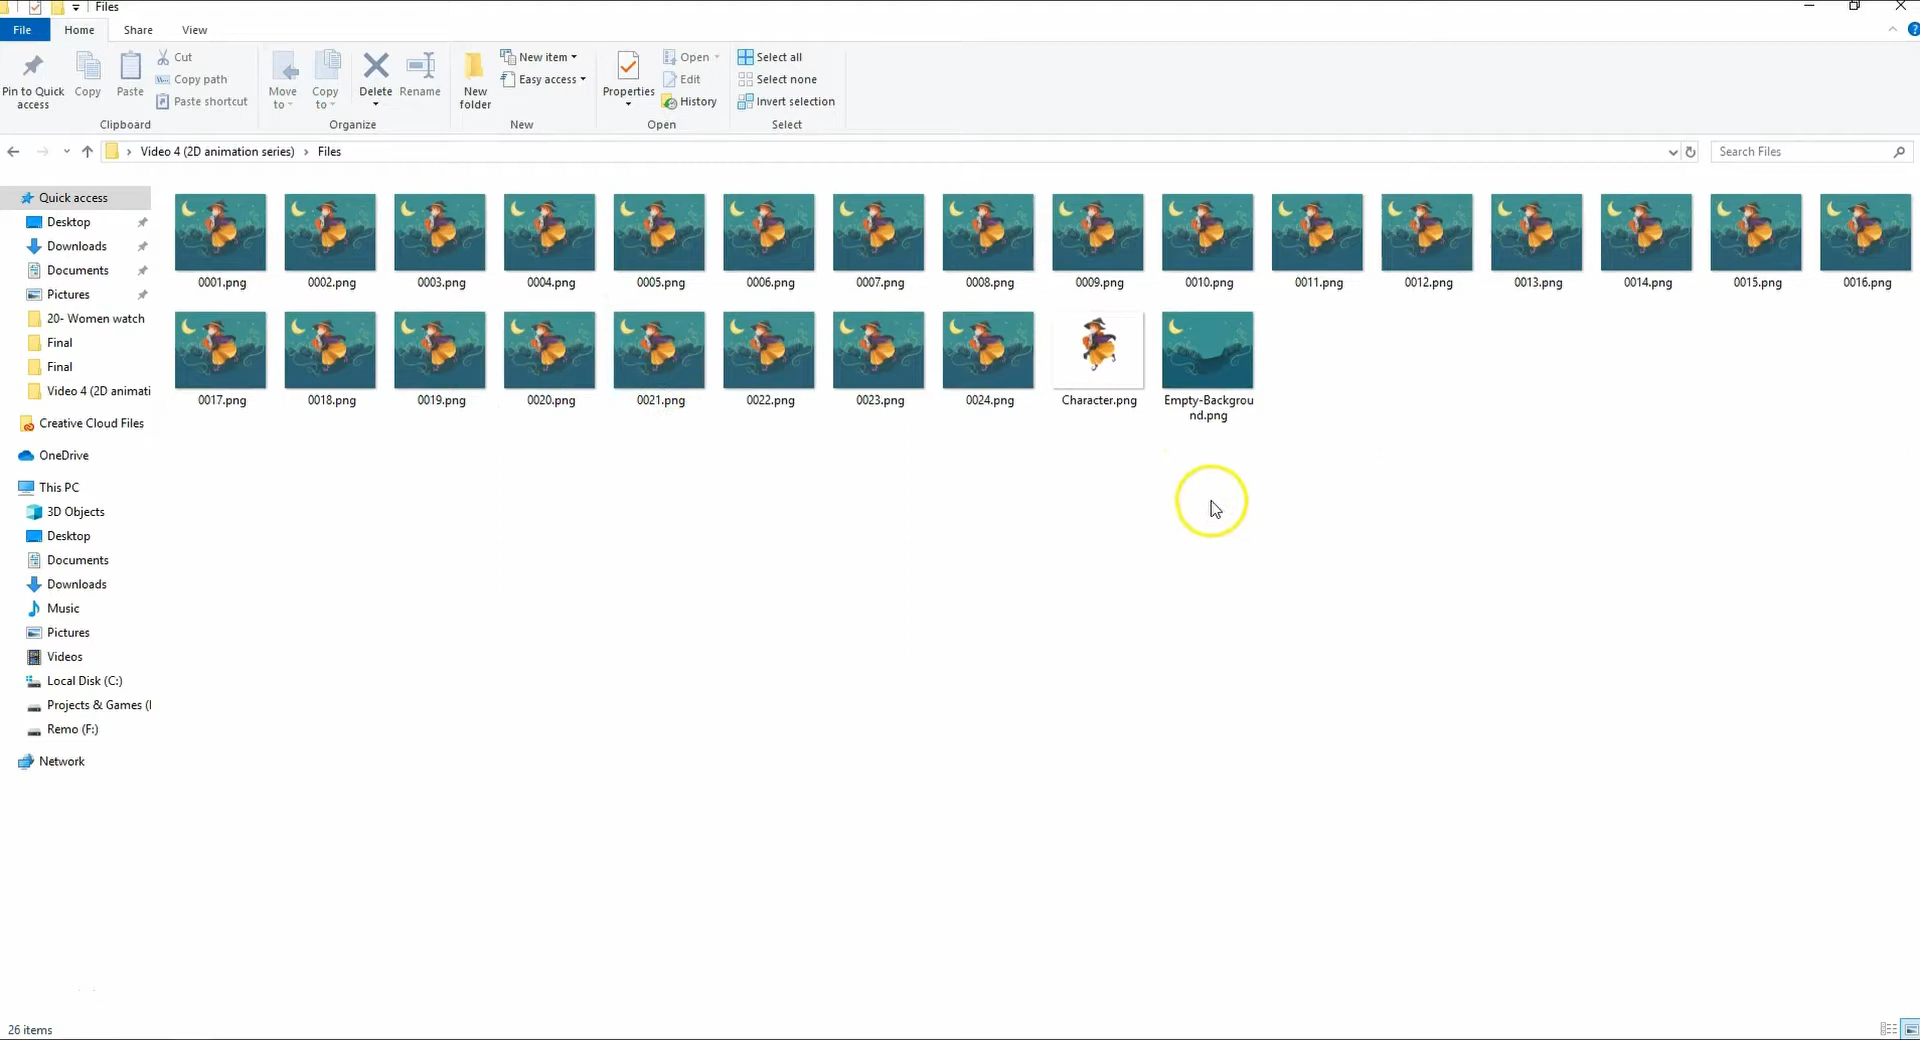 Files
File Home Share View
Pin to Quick access
Copy
Paste
Cut
Copy path
Paste shortcut
Clipboard
Move to
Copy to
Delete
Rename
Organize
New folder
New item
Easy access
New
Properties
Open
Edit
History
Open
Select all
Select none
Invert selection
Select
Video 4 (2D animation series) › Files
Search Files
Quick access
Desktop
Downloads
Documents
Pictures
20- Women watch
Final
Final
Video 4 (2D animati
Creative Cloud Files
OneDrive
This PC
3D Objects
Desktop
Documents
Downloads
Music
Pictures
Videos
Local Disk (C:)
Projects & Games (
Remo (F:)
Network
0001.png 0002.png 0003.png 0004.png 0005.png 0006.png 0007.png 0008.png 0009.png 0010.png 0011.png 0012.png 0013.png 0014.png 0015.png 0016.png
0017.png 0018.png 0019.png 0020.png 0021.png 0022.png 0023.png 0024.png Character.png Empty-Backgrou
nd.png
26 items